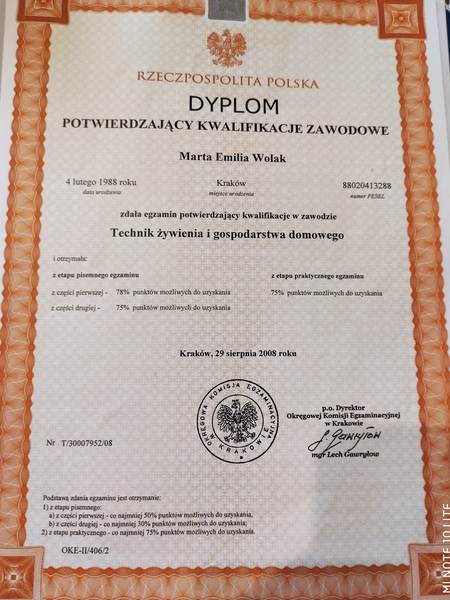 RZECZPOSPOLITA POLSKA
DYPLOM
POTWIERDZAJĄCY KWALIFIKACJE ZAWODOWE
Marta Emilia Wolak
4 lutego 1988 roku Kraków 88020413288
data urodzenia miejsce urodzenia numer PESEL
zdała egzamin potwierdzający kwalifikacje w zawodzie
Technik żywienia i gospodarstwa domowego
i otrzymała:
z etapu pisemnego egzaminu z etapu praktycznego egzaminu
z części pierwszej - 78% punktów możliwych do uzyskania 75% punktów możliwych do uzyskania
z części drugiej - 75% punktów możliwych do uzyskania
Kraków, 29 sierpnia 2008 roku
OKRĘGOWA KOMISJA EGZAMINACYJNA
W KRAKOWIE
p.o. Dyrektor
Okręgowej Komisji Egzaminacyjnej
w Krakowie
mgr Lech Gawryłow
Nr T/30007952/08
Podstawą zdania egzaminu jest otrzymanie:
1) z etapu pisemnego:
a) z części pierwszej - co najmniej 50% punktów możliwych do uzyskania,
b) z części drugiej - co najmniej 30% punktów możliwych do uzyskania;
2) z etapu praktycznego - co najmniej 75% punktów możliwych do uzyskania.
OKE-II/406/2
MI NOTE 10 LITE